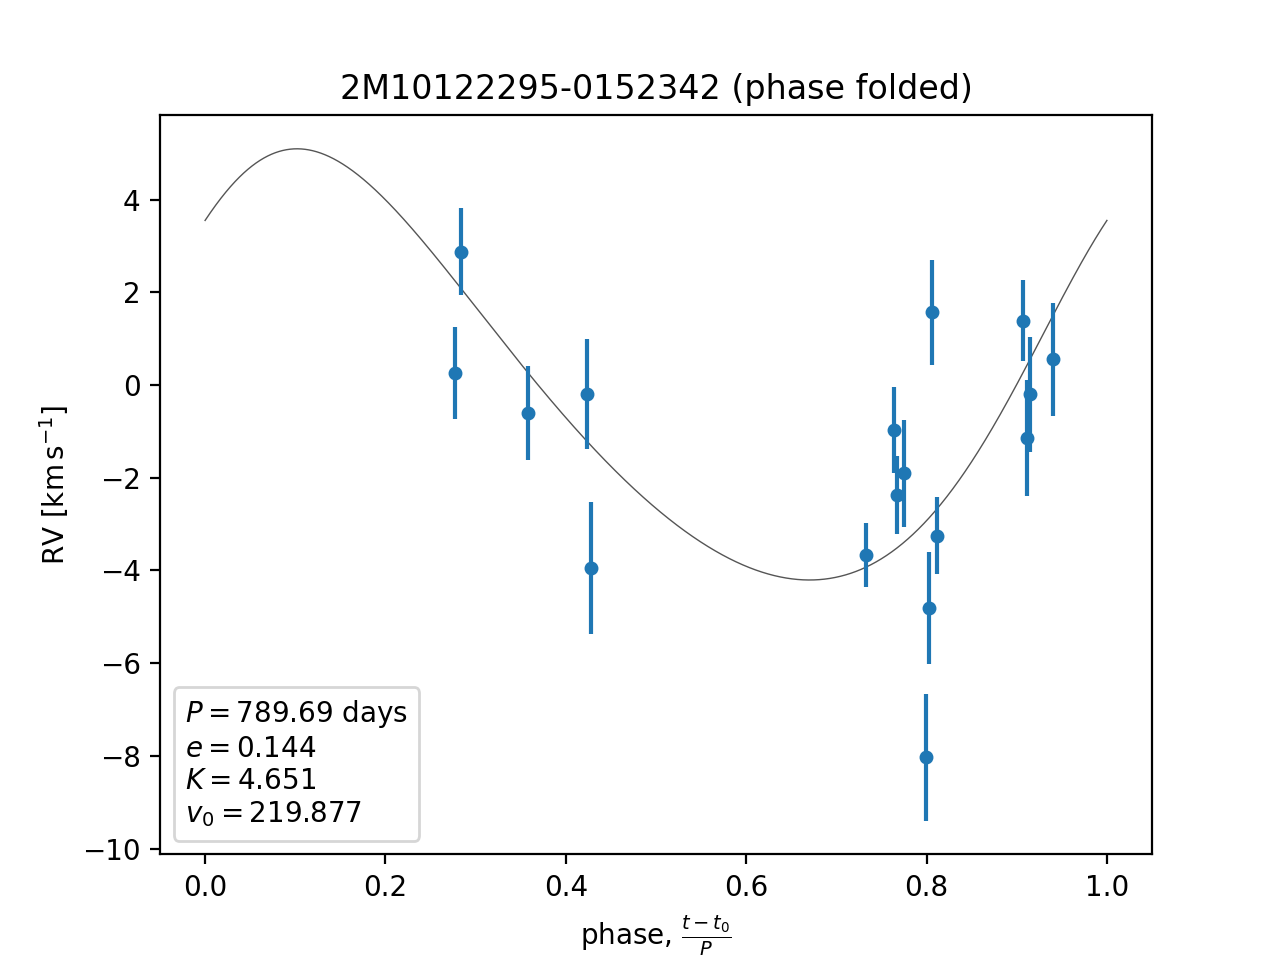 2M10122295-0152342 (phase folded)
4
2
0
−2
−4
−6
−8
−10
RV [km s⁻¹]
P = 789.69 days
e = 0.144
K = 4.651
v₀ = 219.877
0.0 0.2 0.4 0.6 0.8 1.0
phase, (t − t₀)/P